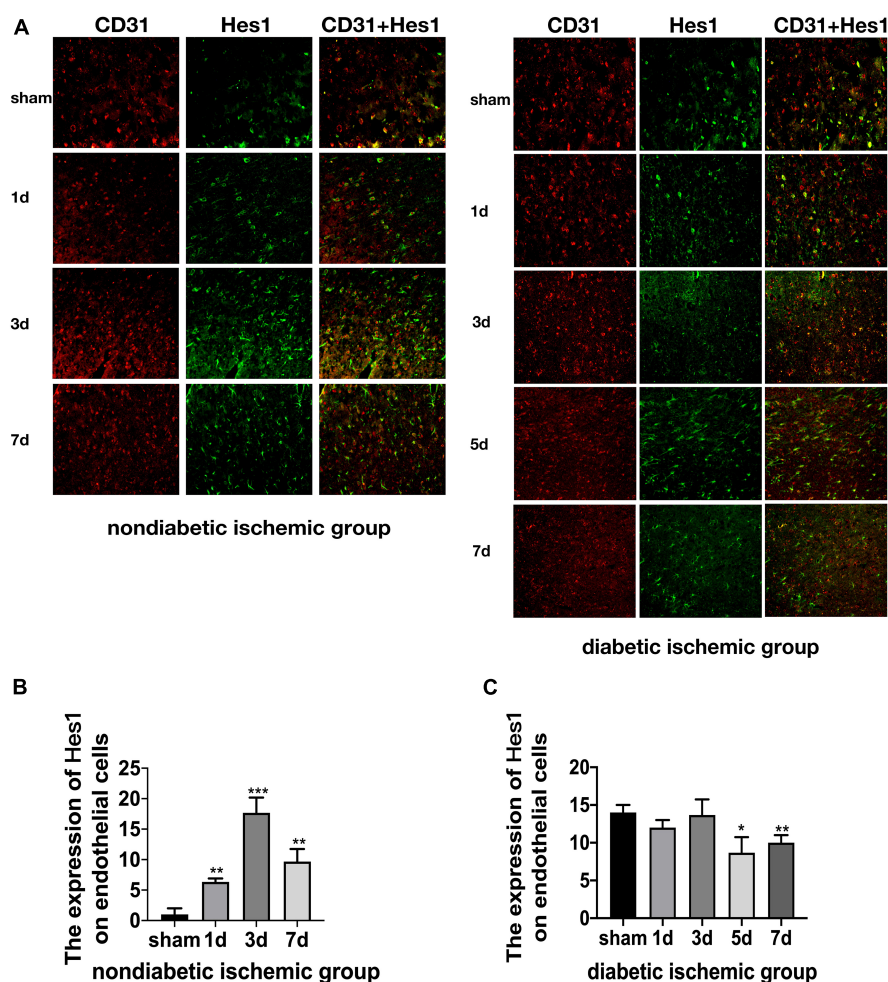 A
CD31 Hes1 CD31+Hes1
sham
1d
3d
7d
nondiabetic ischemic group
CD31 Hes1 CD31+Hes1
sham
1d
3d
5d
7d
diabetic ischemic group
B
The expression of Hes1
on endothelial cells
25
20
15
10
5
0
** *** **
sham 1d 3d 7d
nondiabetic ischemic group
C
The expression of Hes1
on endothelial cells
20
15
10
5
0
* **
sham 1d 3d 5d 7d
diabetic ischemic group